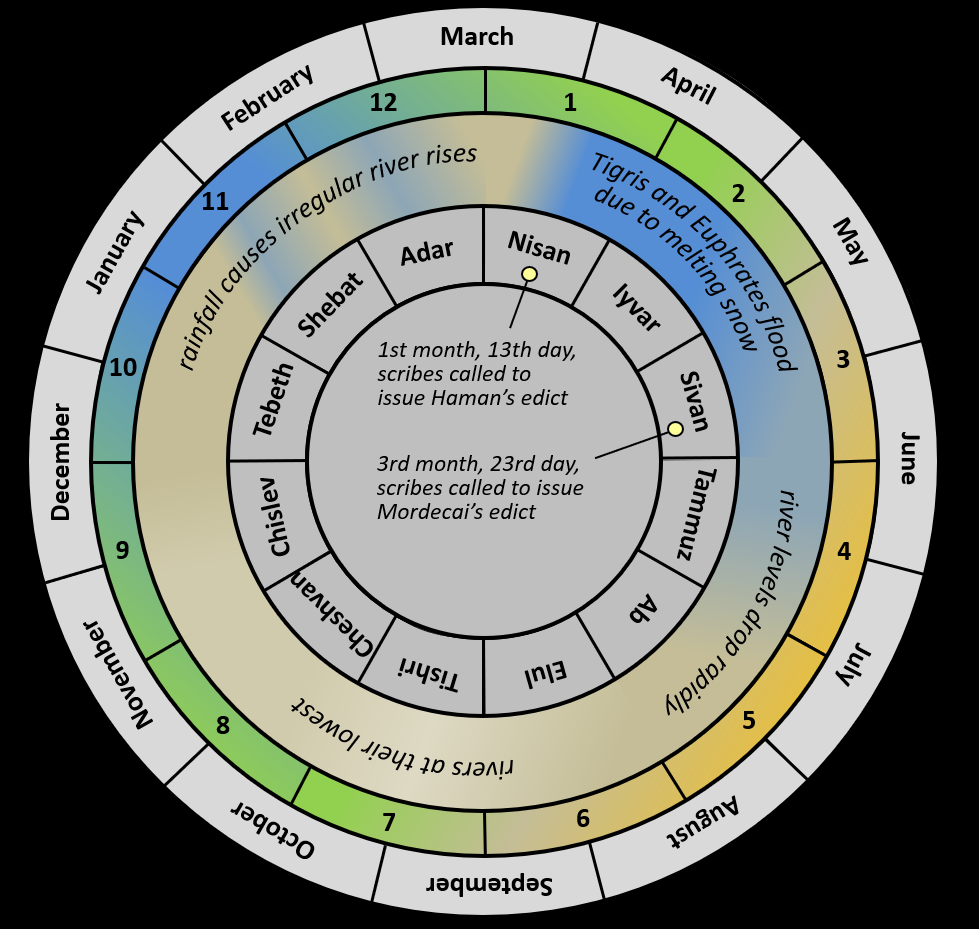 March
April
May
June
July
August
September
October
November
December
January
February
1
2
3
4
5
6
7
8
9
10
11
12
Tigris and Euphrates flood
due to melting snow
river levels drop rapidly
rivers at their lowest
rainfall causes irregular river rises
Nisan
Iyvar
Sivan
Tammuz
Ab
Elul
Tishri
Cheshvan
Chislev
Tebeth
Shebat
Adar
1st month, 13th day,
scribes called to
issue Haman's edict
3rd month, 23rd day,
scribes called to issue
Mordecai's edict